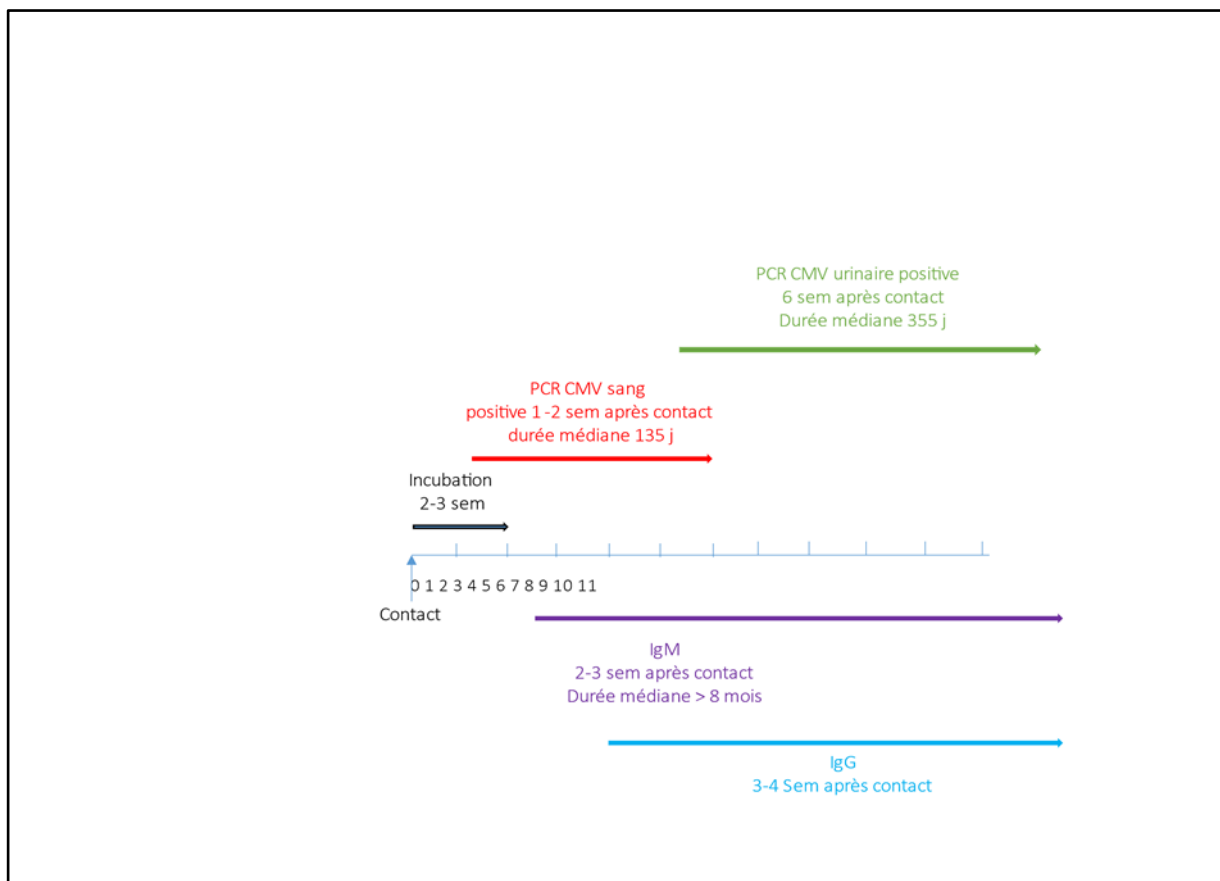 PCR CMV urinaire positive
6 sem après contact
Durée médiane 355 j
PCR CMV sang
positive 1 -2 sem après contact
durée médiane 135 j
Incubation
2-3 sem
0 1 2 3 4 5 6 7 8 9 10 11
Contact
IgM
2-3 sem après contact
Durée médiane > 8 mois
IgG
3-4 Sem après contact